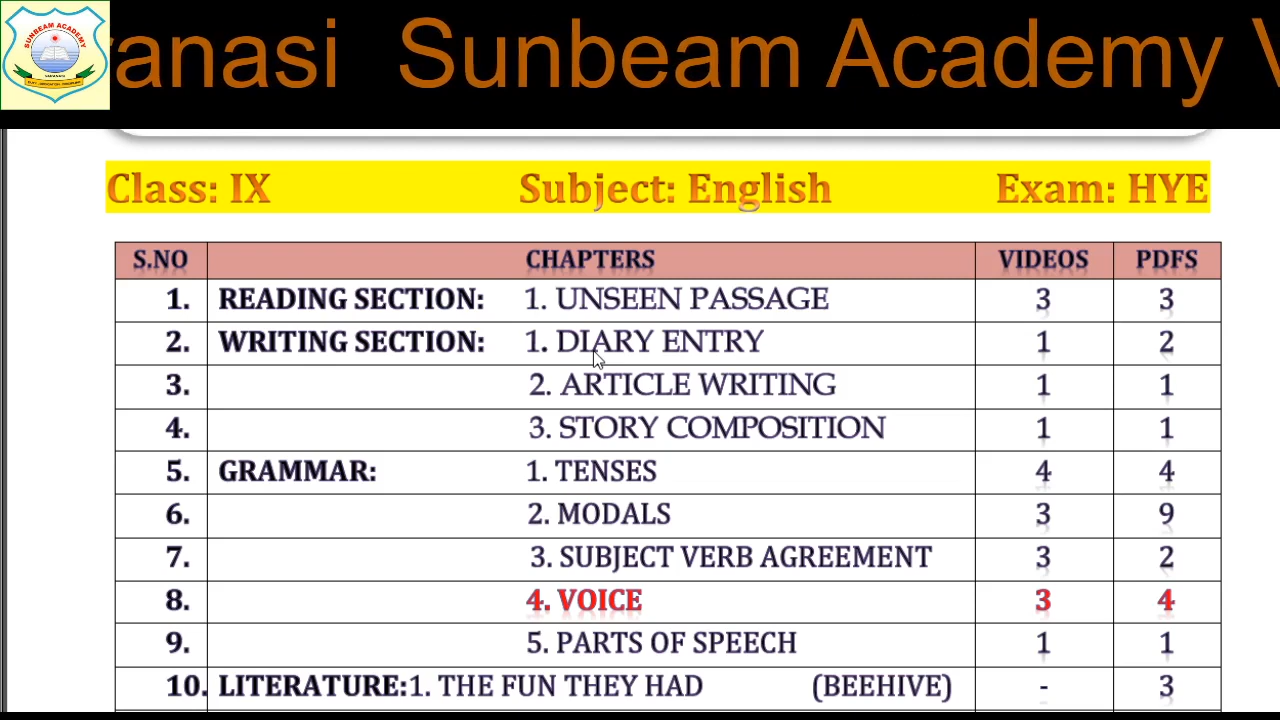 SUNBEAM ACADEMY
VARANASI
anasi Sunbeam Academy V
Class: IX Subject: English Exam: HYE
S.NO CHAPTERS VIDEOS PDFS
1. READING SECTION: 1. UNSEEN PASSAGE 3 3
2. WRITING SECTION: 1. DIARY ENTRY 1 2
3. 2. ARTICLE WRITING 1 1
4. 3. STORY COMPOSITION 1 1
5. GRAMMAR: 1. TENSES 4 4
6. 2. MODALS 3 9
7. 3. SUBJECT VERB AGREEMENT 3 2
8. 4. VOICE 3 4
9. 5. PARTS OF SPEECH 1 1
10. LITERATURE:1. THE FUN THEY HAD (BEEHIVE) - 3